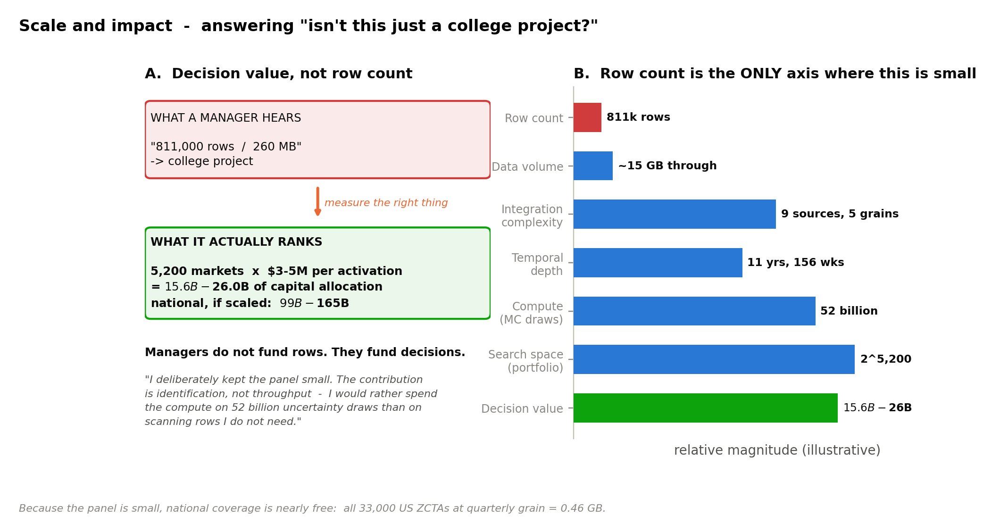 Scale and impact - answering "isn't this just a college project?"
A. Decision value, not row count
WHAT A MANAGER HEARS
"811,000 rows / 260 MB"
-> college project
measure the right thing
WHAT IT ACTUALLY RANKS
5,200 markets x $3-5M per activation
= 15.6B − 26.0B of capital allocation
national, if scaled: 99B − 165B
Managers do not fund rows. They fund decisions.
"I deliberately kept the panel small. The contribution
is identification, not throughput - I would rather spend
the compute on 52 billion uncertainty draws than on
scanning rows I do not need."
B. Row count is the ONLY axis where this is small
Row count
811k rows
Data volume
~15 GB through
Integration
complexity
9 sources, 5 grains
Temporal
depth
11 yrs, 156 wks
Compute
(MC draws)
52 billion
Search space
(portfolio)
2^5,200
Decision value
15.6B − 26B
relative magnitude (illustrative)
Because the panel is small, national coverage is nearly free: all 33,000 US ZCTAs at quarterly grain = 0.46 GB.